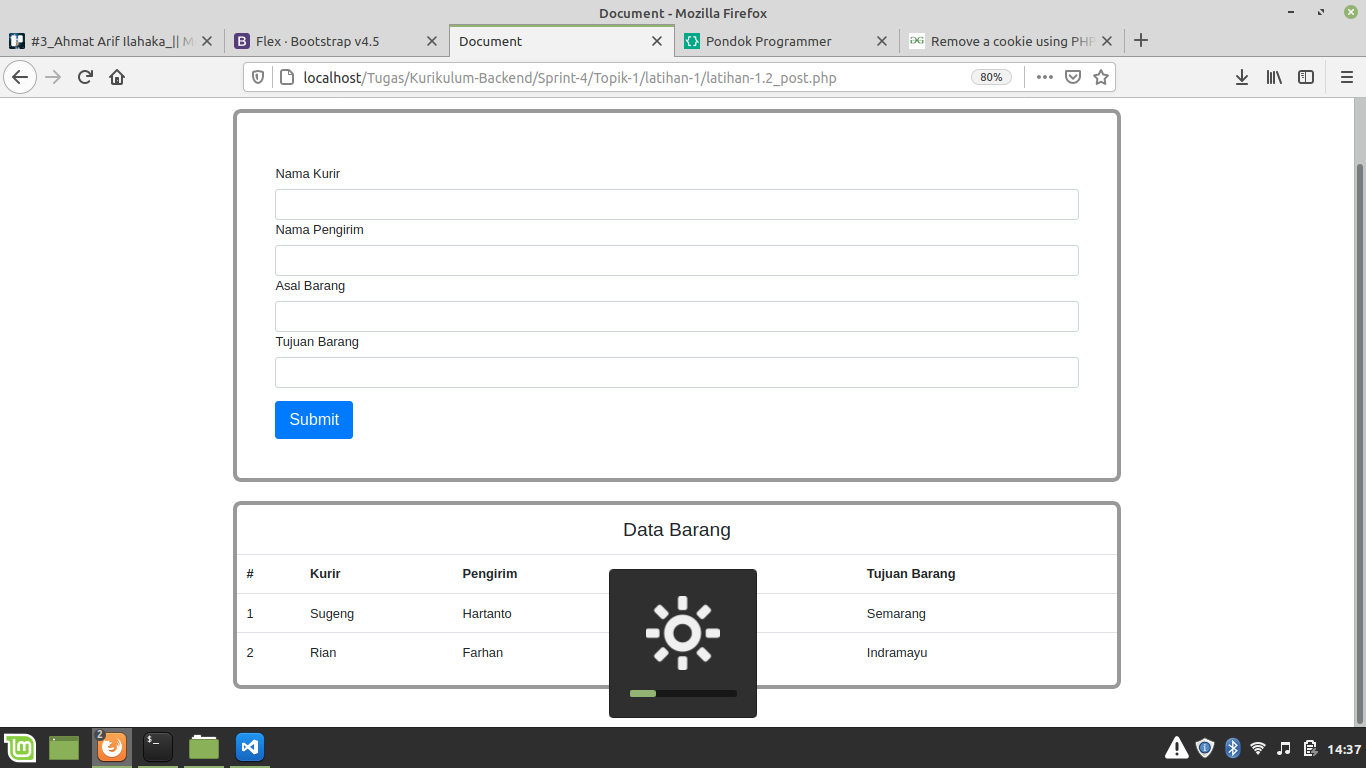 Document - Mozilla Firefox
#3_Ahmat Arif Ilahaka_|| M
Flex · Bootstrap v4.5
Document
Pondok Programmer
Remove a cookie using PHP
localhost/Tugas/Kurikulum-Backend/Sprint-4/Topik-1/latihan-1/latihan-1.2_post.php
80%
Nama Kurir
Nama Pengirim
Asal Barang
Tujuan Barang
Submit
Data Barang
# Kurir Pengirim Tujuan Barang
1 Sugeng Hartanto Semarang
2 Rian Farhan Indramayu
2
14:37